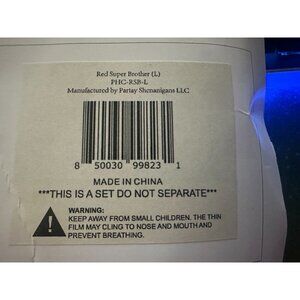 Red Super Brother (L)
PHC-RSB-L
Manufactured by Partay Shenanigans LLC
8 50030 99823 1
MADE IN CHINA
***THIS IS A SET DO NOT SEPARATE***
WARNING:
KEEP AWAY FROM SMALL CHILDREN. THE THIN
FILM MAY CLING TO NOSE AND MOUTH AND
PREVENT BREATHING.